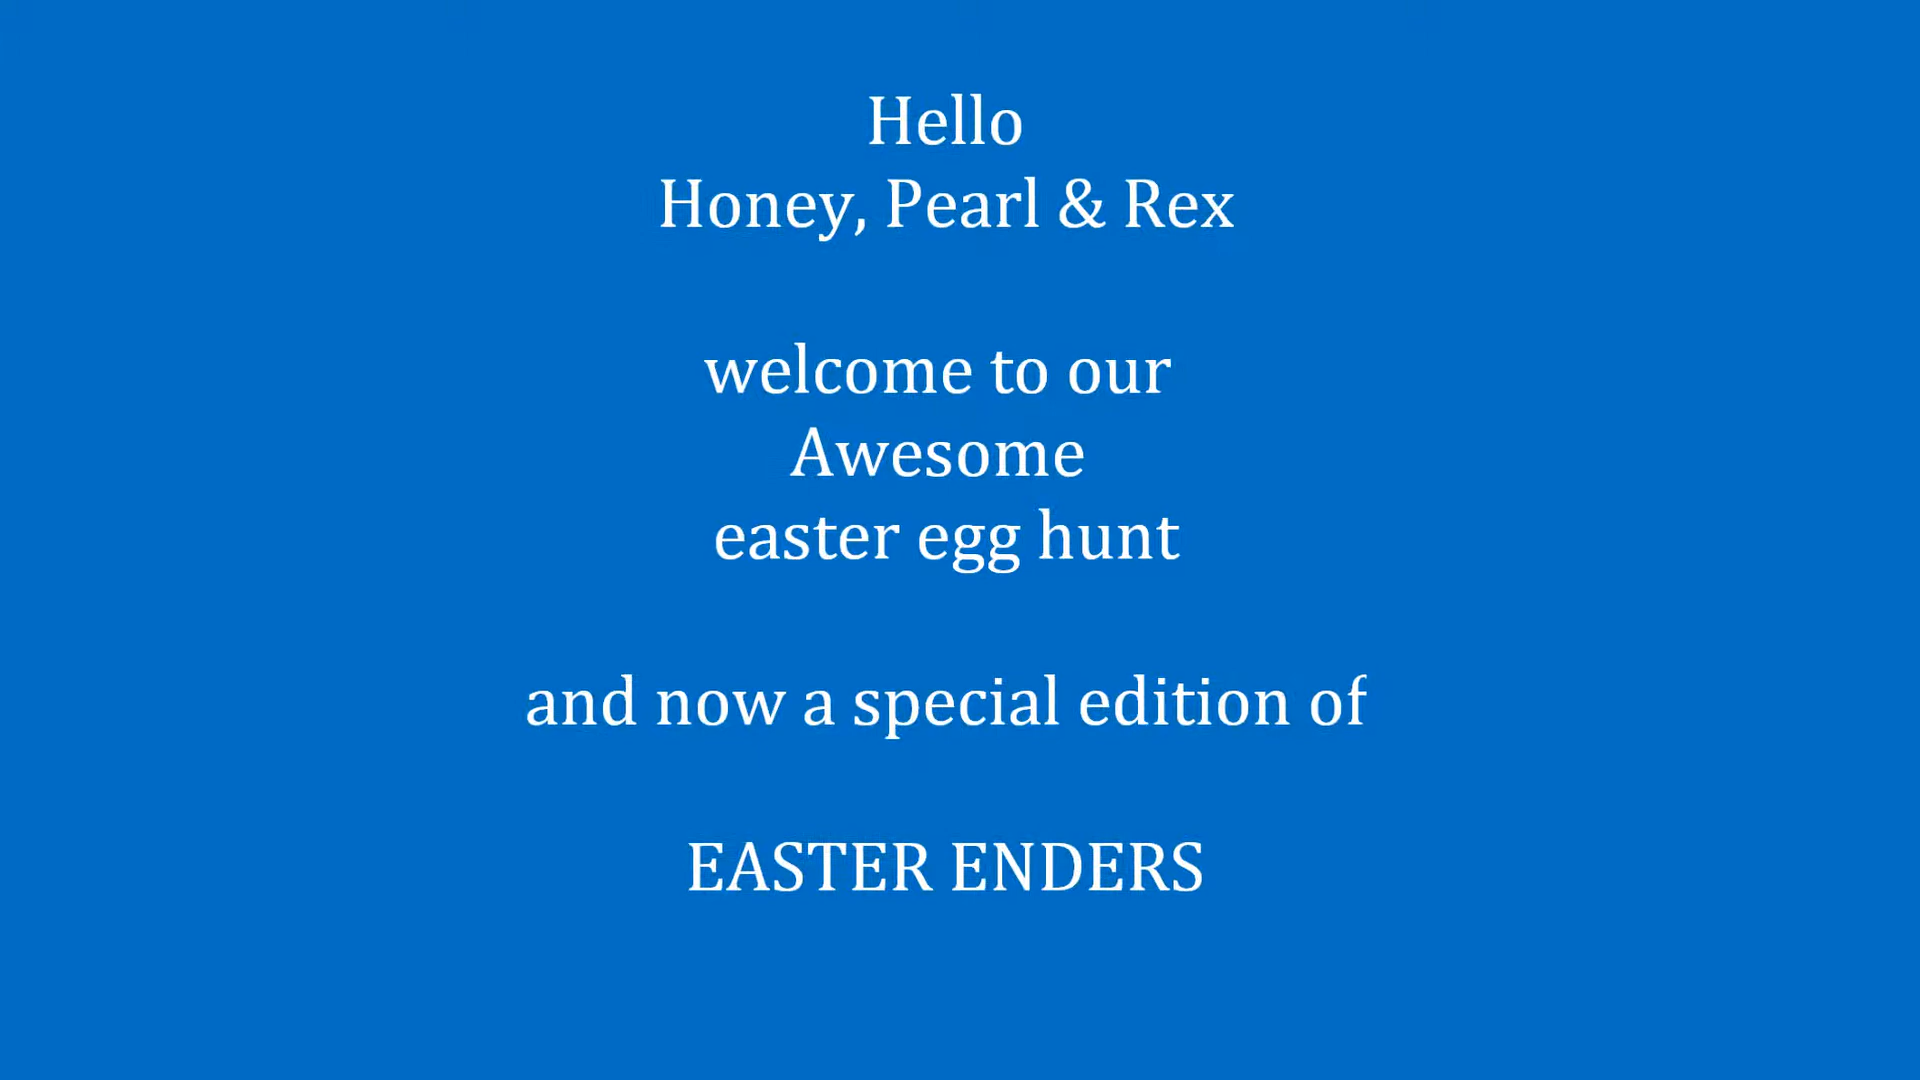 Hello
Honey, Pearl & Rex
welcome to our
Awesome
easter egg hunt
and now a special edition of
EASTER ENDERS